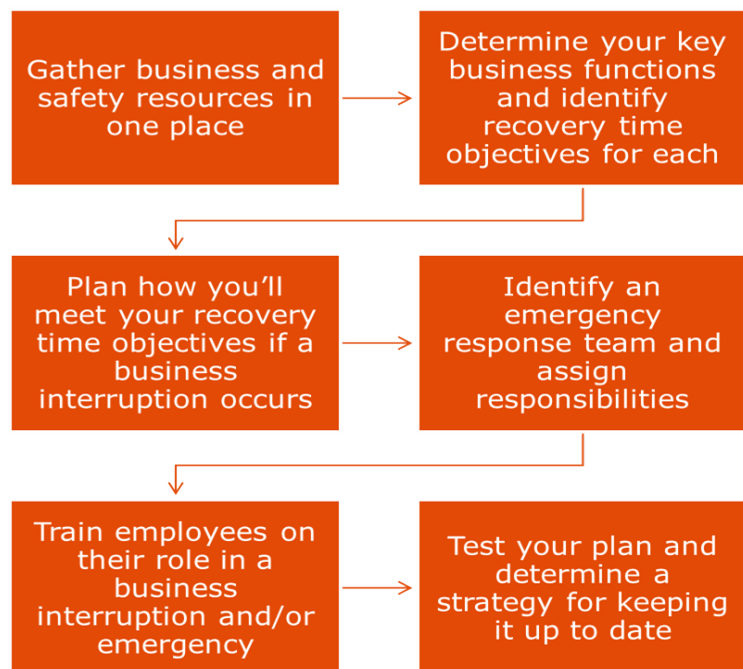 Gather business and
safety resources in
one place
Determine your key
business functions
and identify
recovery time
objectives for each
Plan how you’ll
meet your recovery
time objectives if a
business
interruption occurs
Identify an
emergency
response team and
assign
responsibilities
Train employees on
their role in a
business
interruption and/or
emergency
Test your plan and
determine a
strategy for keeping
it up to date